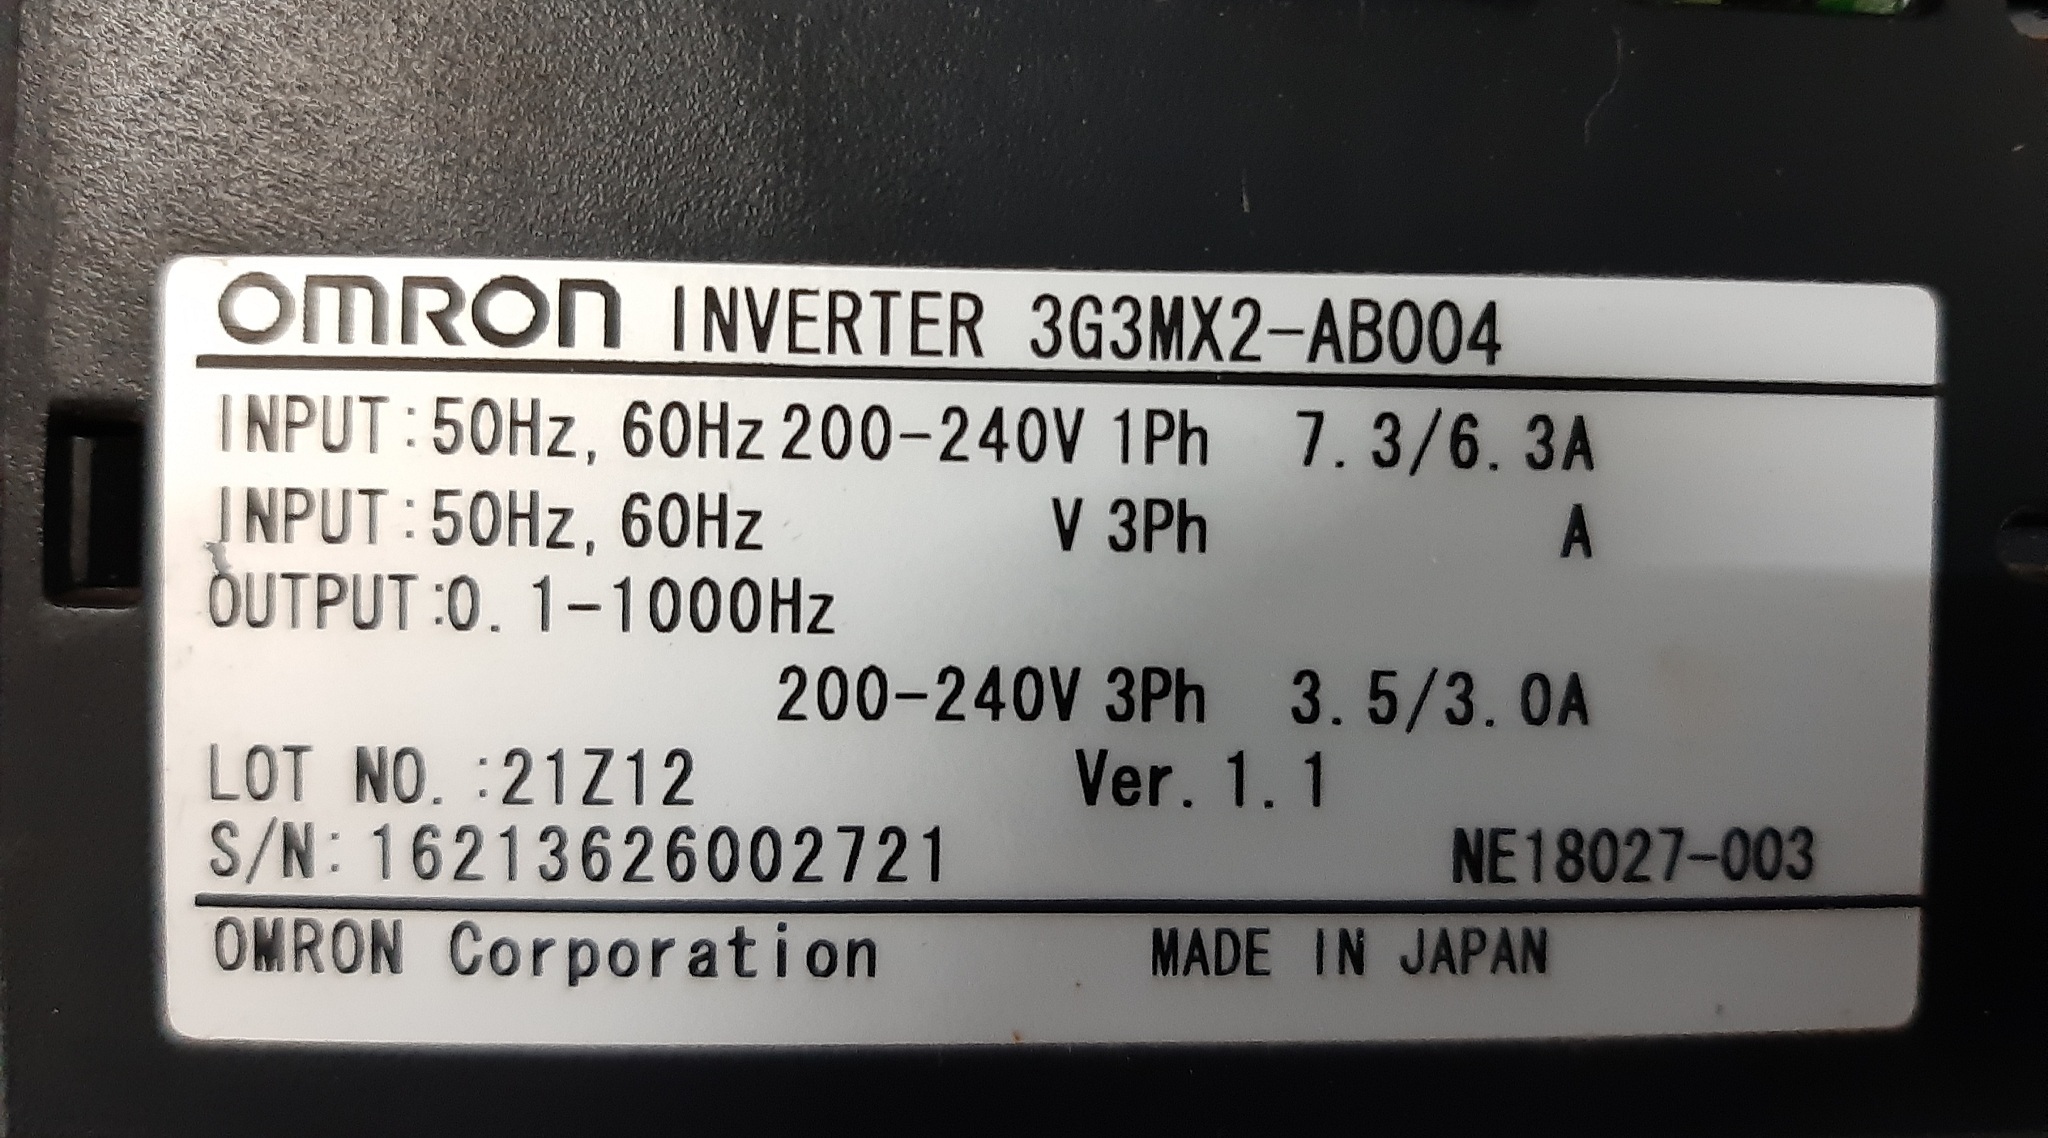 OMRON INVERTER 3G3MX2-AB004
INPUT:50Hz, 60Hz 200-240V 1Ph 7.3/6.3A
INPUT:50Hz, 60Hz V 3Ph A
OUTPUT:0.1-1000Hz
200-240V 3Ph 3.5/3.0A
LOT NO.:21Z12 Ver.1.1
S/N:16213626002721 NE18027-003
OMRON Corporation MADE IN JAPAN